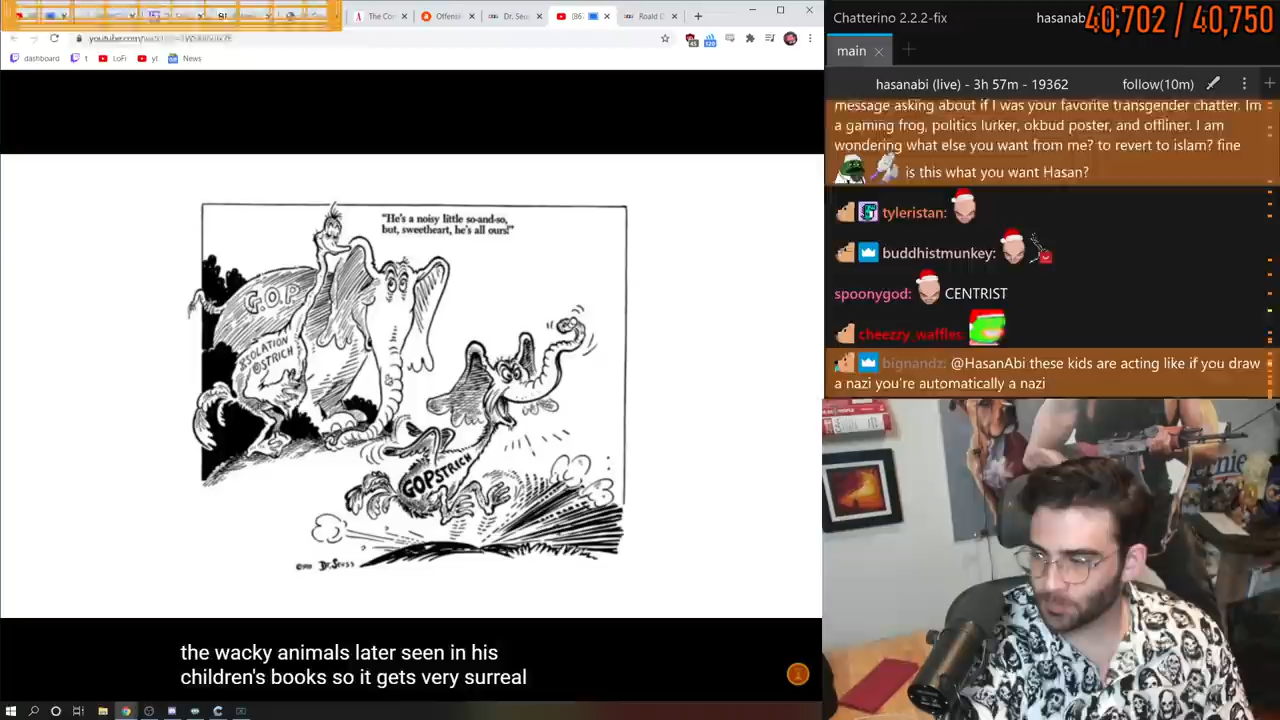 The Con
Offensi
Dr. Seu
(86)
Roald D
dashboard
t
LoFi
yt
News
"He's a noisy little so-and-so,
but, sweetheart, he's all ours!"
G.O.P
ISOLATION
OSTRICH
GOPSTRICH
Dr. Seuss
the wacky animals later seen in his
children's books so it gets very surreal
Chatterino 2.2.2-fix
hasanab
40,702 / 40,750
main
hasanabi (live) - 3h 57m - 19362
follow(10m)
message asking about if I was your favorite transgender chatter. Im
a gaming frog, politics lurker, okbud poster, and offliner. I am
wondering what else you want from me? to revert to islam? fine
is this what you want Hasan?
tyleristan:
buddhistmunkey:
spoonygod: CENTRIST
cheezzy_waffles:
bignandz: @HasanAbi these kids are acting like if you draw
a nazi you're automatically a nazi
ernie